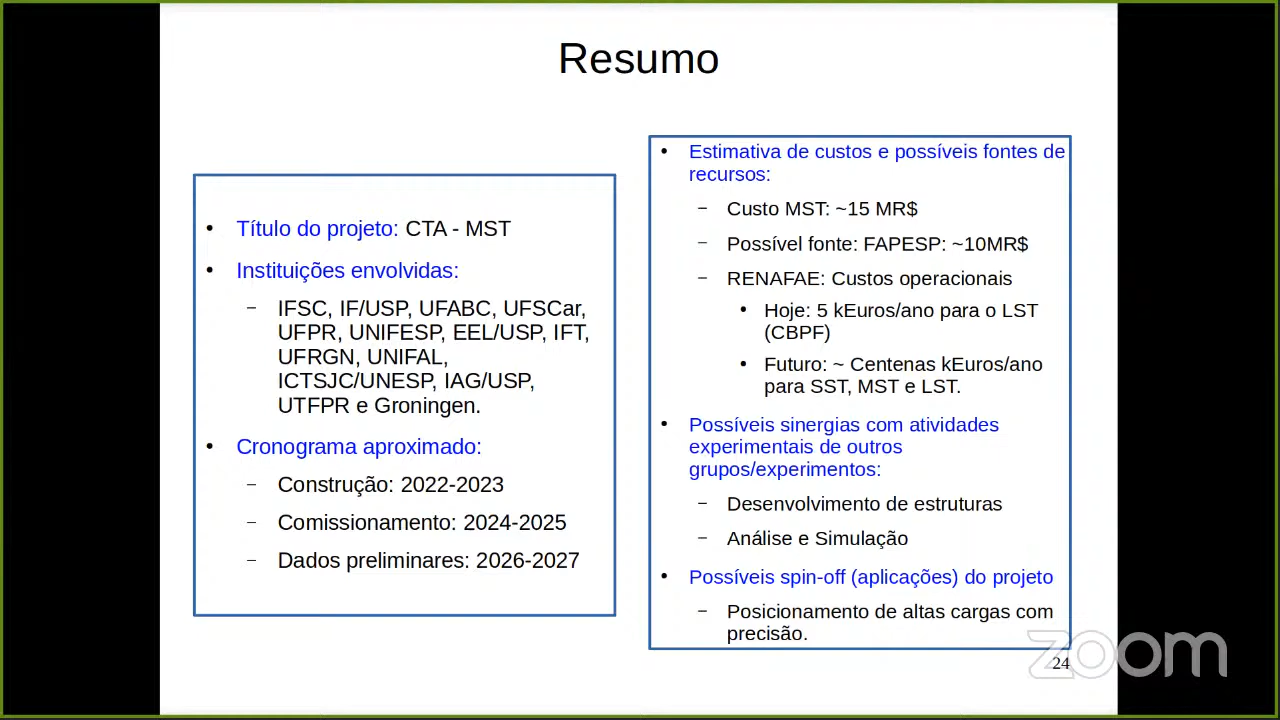 Resumo
• Título do projeto: CTA - MST
• Instituições envolvidas:
– IFSC, IF/USP, UFABC, UFSCar,
UFPR, UNIFESP, EEL/USP, IFT,
UFRGN, UNIFAL,
ICTSJC/UNESP, IAG/USP,
UTFPR e Groningen.
• Cronograma aproximado:
– Construção: 2022-2023
– Comissionamento: 2024-2025
– Dados preliminares: 2026-2027
• Estimativa de custos e possíveis fontes de
recursos:
– Custo MST: ~15 MR$
– Possível fonte: FAPESP: ~10MR$
– RENAFAE: Custos operacionais
• Hoje: 5 kEuros/ano para o LST
(CBPF)
• Futuro: ~ Centenas kEuros/ano
para SST, MST e LST.
• Possíveis sinergias com atividades
experimentais de outros
grupos/experimentos:
– Desenvolvimento de estruturas
– Análise e Simulação
• Possíveis spin-off (aplicações) do projeto
– Posicionamento de altas cargas com
precisão.
24
zoom